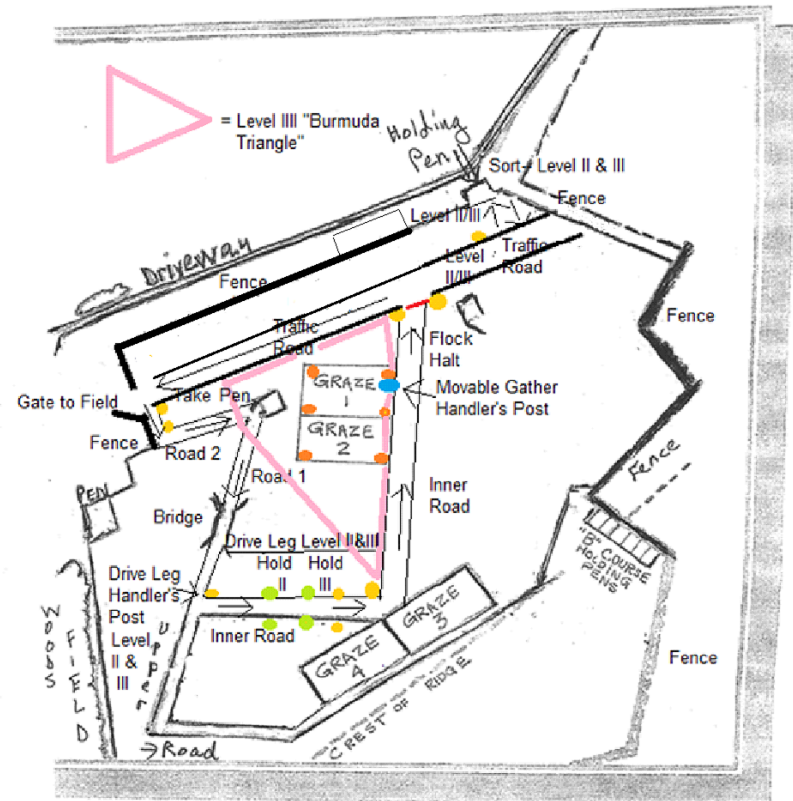 = Level IIII "Burmuda
Triangle"
Holding
Pen
Sort-- Level II & III
Fence
Level II/III
Level
II/III
Traffic
Road
Driveway
Fence
Traffic
Road
Flock
Halt
Fence
Take Pen
GRAZE
1
Movable Gather
Handler's Post
Gate to Field
Fence
Road 2
GRAZE
2
Road 1
Inner
Road
Fence
PEN
Bridge
Drive Leg Level II&III
Hold
II
Hold
III
"B" COURSE
HOLDING
PENS
Drive Leg
Handler's
Post
Level
II &
III
Inner Road
GRAZE
3
GRAZE
4
WOODS
FIELD
Upper
Road
CREST OF RIDGE
Fence